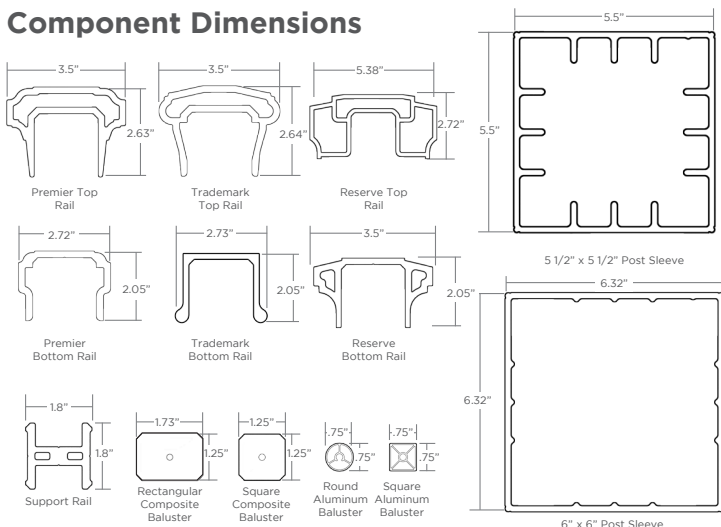 Component Dimensions
3.5"
2.63"
Premier Top
Rail
3.5"
2.64"
Trademark
Top Rail
5.38"
2.72"
Reserve Top
Rail
5.5"
5.5"
5 1/2" x 5 1/2" Post Sleeve
2.72"
2.05"
Premier
Bottom Rail
2.73"
2.05"
Trademark
Bottom Rail
3.5"
2.05"
Reserve
Bottom Rail
6.32"
6.32"
6" x 6" Post Sleeve
1.8"
1.8"
Support Rail
1.73"
1.25"
Rectangular
Composite
Baluster
1.25"
1.25"
Square
Composite
Baluster
.75"
.75"
Round
Aluminum
Baluster
.75"
.75"
Square
Aluminum
Baluster